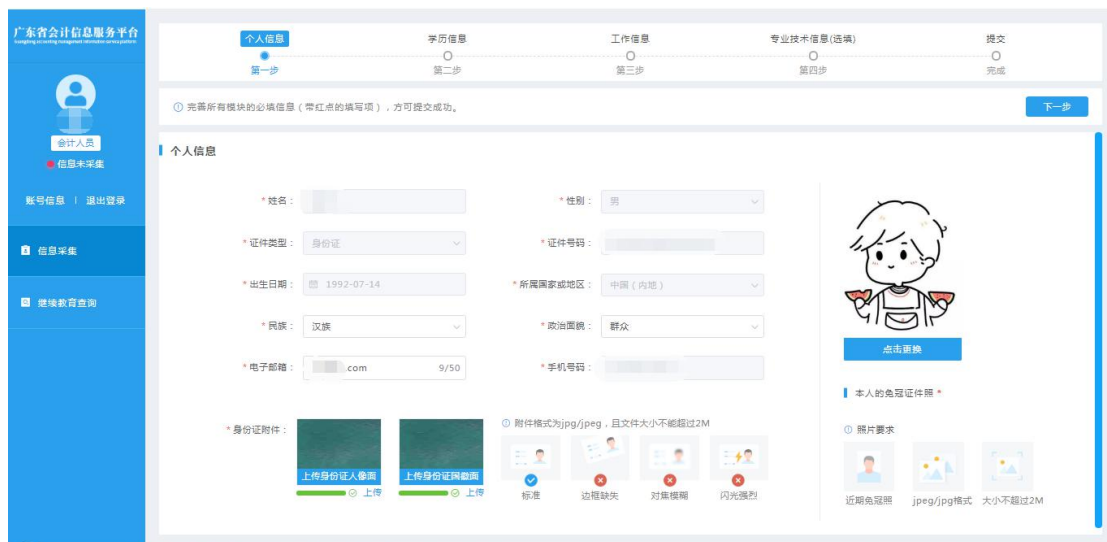 广东省会计信息服务平台
个人信息 学历信息 工作信息 专业技术信息(选填) 提交
第一步 第二步 第三步 第四步 完成
完善所有模块的必填信息(带红点的填写项),方可提交成功。 下一步
会计人员
信息未采集
账号信息 | 退出登录
信息采集
继续教育查询
个人信息
*姓名: *性别: 男
*证件类型: 身份证 *证件号码:
*出生日期: 1992-07-14 *所属国家或地区: 中国(内地)
*民族: 汉族 *政治面貌: 群众
*电子邮箱: .com 9/50 *手机号码:
点击更换
本人的免冠证件照 *
*身份证附件: 附件格式为jpg/jpeg,且文件大小不能超过2M
上传身份证人像面 上传身份证国徽面
上传 上传
标准 边框缺失 对焦模糊 闪光强烈
照片要求
近期免冠照 jpeg/jpg格式 大小不超过2M